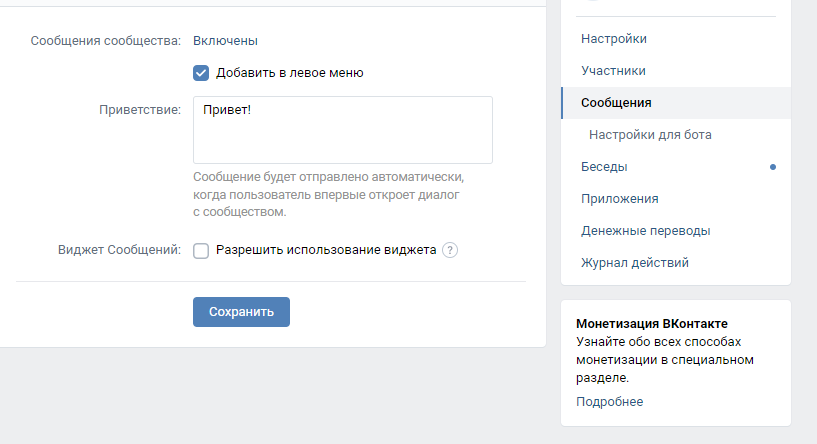 Сообщения сообщества: Включены
Добавить в левое меню
Приветствие: Привет!
Сообщение будет отправлено автоматически,
когда пользователь впервые откроет диалог
с сообществом.
Виджет Сообщений: Разрешить использование виджета ?
Сохранить
Настройки
Участники
Сообщения
Настройки для бота
Беседы
Приложения
Денежные переводы
Журнал действий
Монетизация ВКонтакте
Узнайте обо всех способах
монетизации в специальном
разделе.
Подробнее